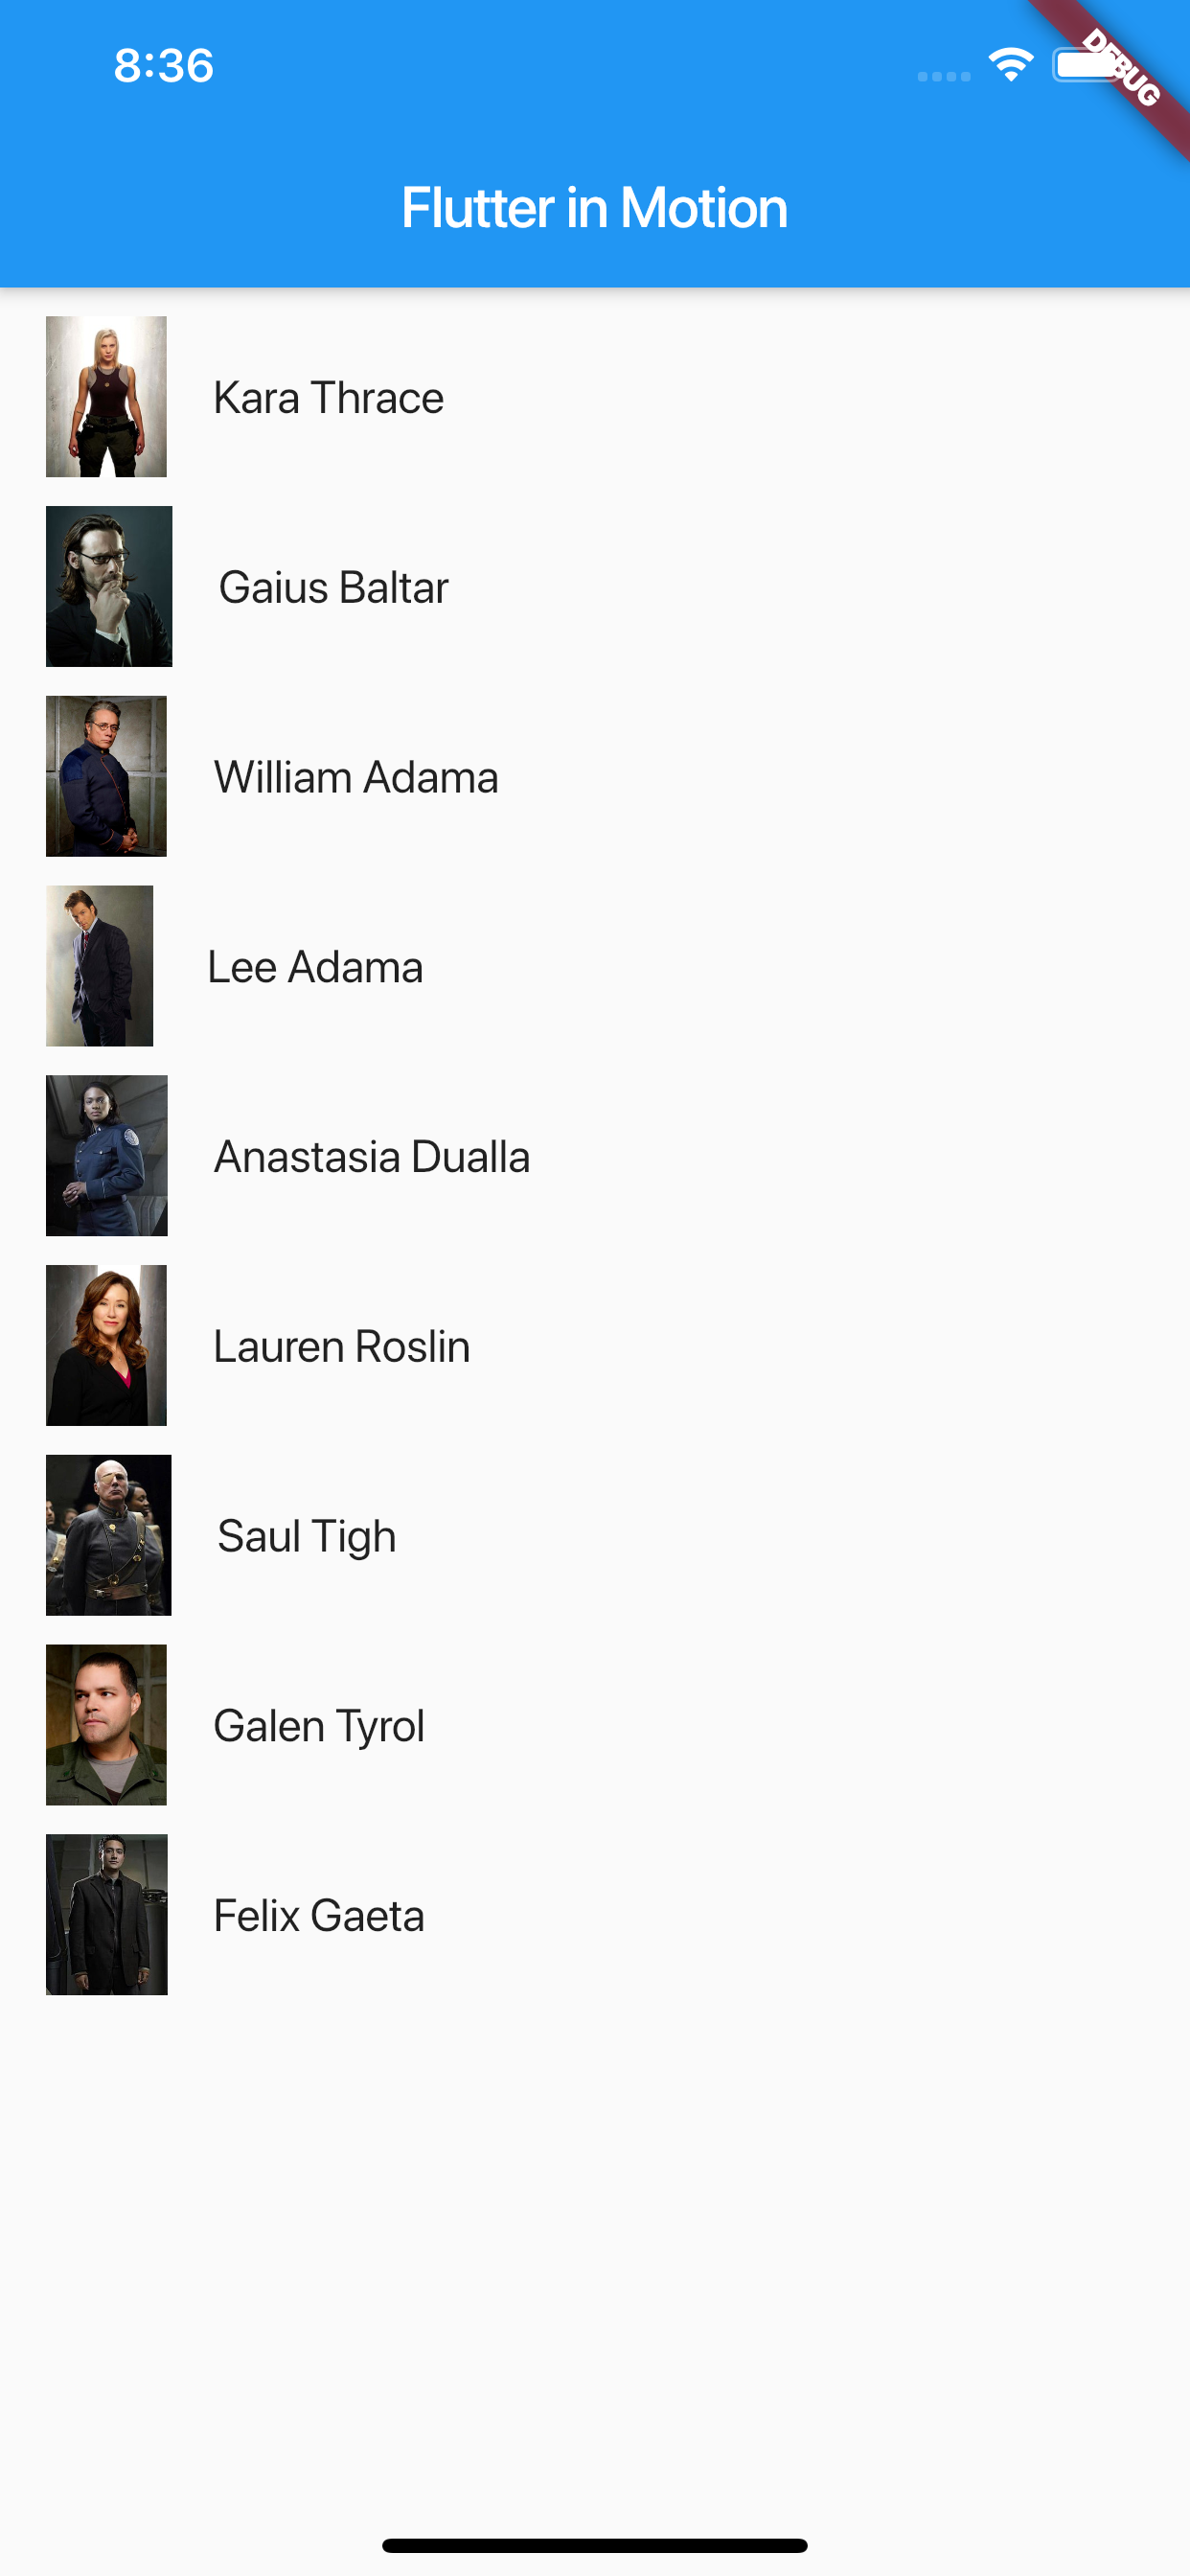 8:36
DEBUG
Flutter in Motion
Kara Thrace
Gaius Baltar
William Adama
Lee Adama
Anastasia Dualla
Lauren Roslin
Saul Tigh
Galen Tyrol
Felix Gaeta